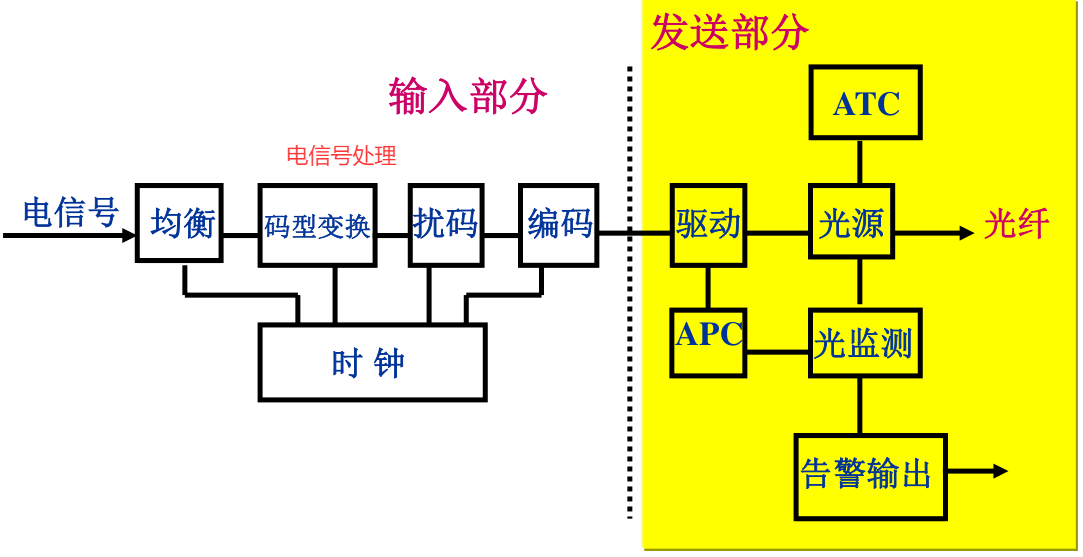 发送部分
输入部分
ATC
电信号处理
电信号
均衡
码型变换
扰码
编码
驱动
光源
光纤
时钟
APC
光监测
告警输出